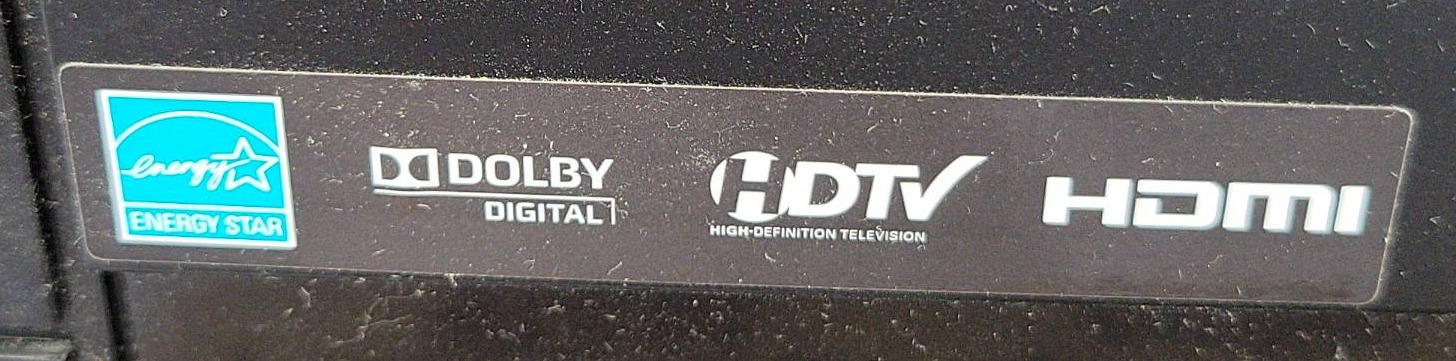 energy
ENERGY STAR
DOLBY
DIGITAL
HDTV
HIGH-DEFINITION TELEVISION
HDMI